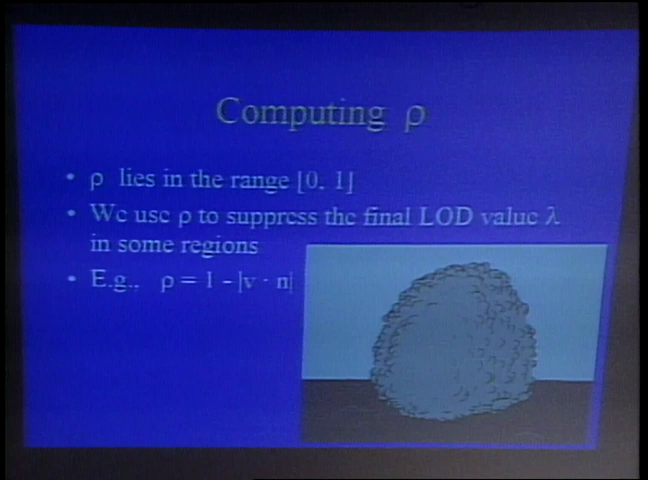 Computing ρ
• ρ lies in the range [0, 1]
• We use ρ to suppress the final LOD value λ
in some regions
• E.g., ρ = 1 - |v · n|